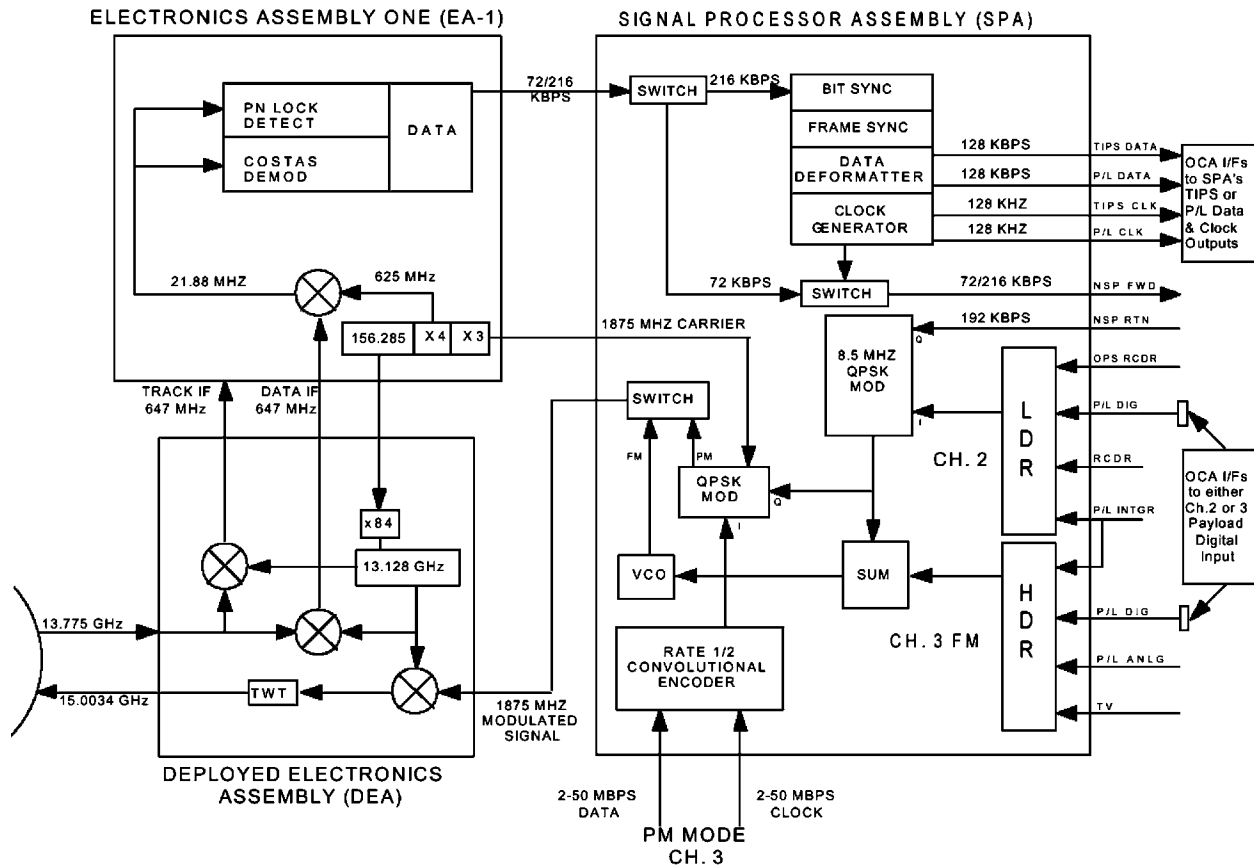 ELECTRONICS ASSEMBLY ONE (EA-1)
SIGNAL PROCESSOR ASSEMBLY (SPA)
PN LOCK
DETECT
COSTAS
DEMOD
DATA
72/216
KBPS
SWITCH
216 KBPS
BIT SYNC
FRAME SYNC
DATA
DEFORMATTER
CLOCK
GENERATOR
128 KBPS
TIPS DATA
128 KBPS
P/L DATA
128 KHZ
TIPS CLK
128 KHZ
P/L CLK
OCA I/Fs
to SPA's
TIPS or
P/L Data
& Clock
Outputs
21.88 MHZ
625 MHz
72 KBPS
SWITCH
72/216 KBPS
NSP FWD
156.285
X4
X3
1875 MHZ CARRIER
192 KBPS
NSP RTN
Q
8.5 MHZ
QPSK
MOD
I
LDR
CH. 2
OPS RCDR
P/L DIG
RCDR
P/L INTGR
TRACK IF
647 MHz
DATA IF
647 MHz
SWITCH
FM
PM
QPSK
MOD
Q
I
OCA I/Fs
to either
Ch.2 or 3
Payload
Digital
Input
x84
13.128 GHz
VCO
SUM
HDR
CH. 3 FM
P/L DIG
P/L ANLG
TV
13.775 GHz
15.0034 GHz
TWT
1875 MHZ
MODULATED
SIGNAL
RATE 1/2
CONVOLUTIONAL
ENCODER
DEPLOYED ELECTRONICS
ASSEMBLY (DEA)
2-50 MBPS
DATA
2-50 MBPS
CLOCK
PM MODE
CH. 3